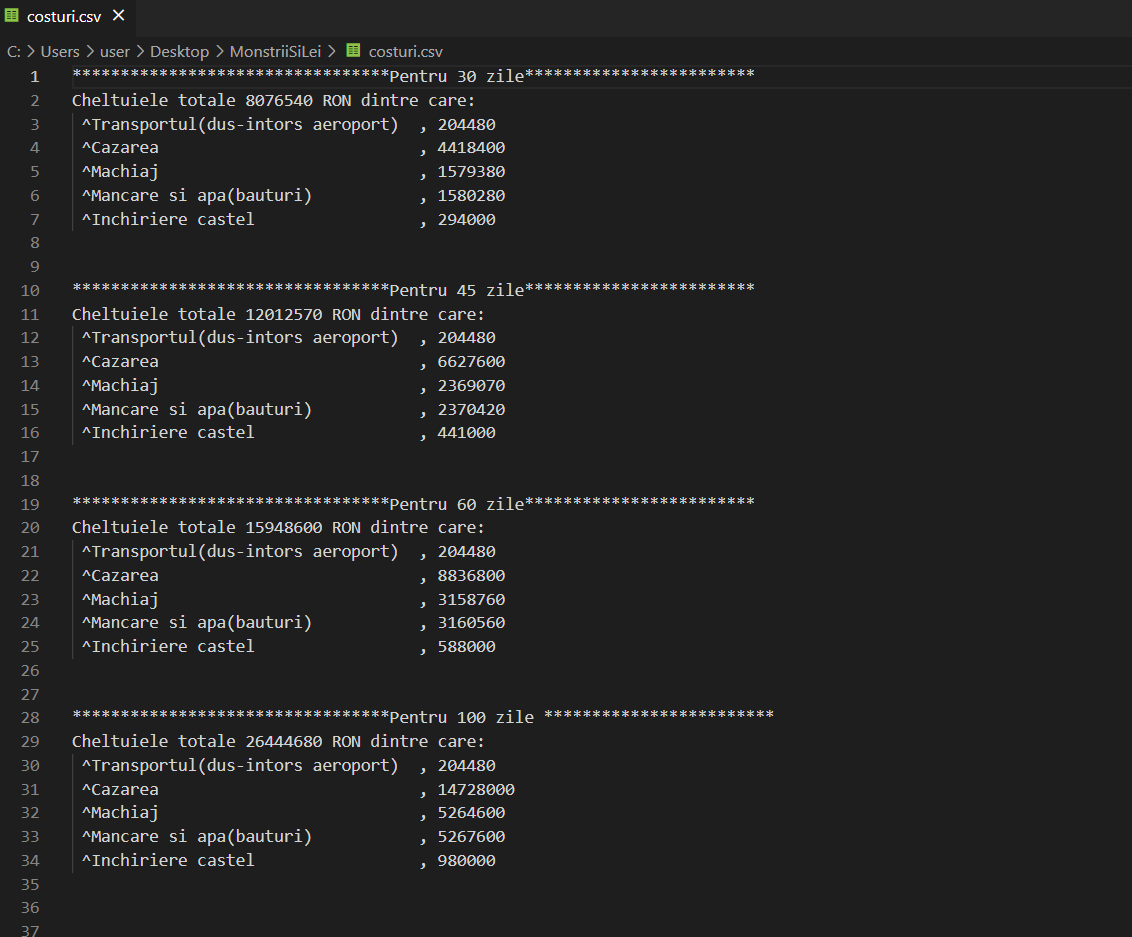 costuri.csv ×
C: > Users > user > Desktop > MonstriiSiLei > costuri.csv
1 *********************************Pentru 30 zile************************
2 Cheltuiele totale 8076540 RON dintre care:
3 ^Transportul(dus-intors aeroport) , 204480
4 ^Cazarea , 4418400
5 ^Machiaj , 1579380
6 ^Mancare si apa(bauturi) , 1580280
7 ^Inchiriere castel , 294000
8
9
10 *********************************Pentru 45 zile************************
11 Cheltuiele totale 12012570 RON dintre care:
12 ^Transportul(dus-intors aeroport) , 204480
13 ^Cazarea , 6627600
14 ^Machiaj , 2369070
15 ^Mancare si apa(bauturi) , 2370420
16 ^Inchiriere castel , 441000
17
18
19 *********************************Pentru 60 zile************************
20 Cheltuiele totale 15948600 RON dintre care:
21 ^Transportul(dus-intors aeroport) , 204480
22 ^Cazarea , 8836800
23 ^Machiaj , 3158760
24 ^Mancare si apa(bauturi) , 3160560
25 ^Inchiriere castel , 588000
26
27
28 *********************************Pentru 100 zile ************************
29 Cheltuiele totale 26444680 RON dintre care:
30 ^Transportul(dus-intors aeroport) , 204480
31 ^Cazarea , 14728000
32 ^Machiaj , 5264600
33 ^Mancare si apa(bauturi) , 5267600
34 ^Inchiriere castel , 980000
35
36
37